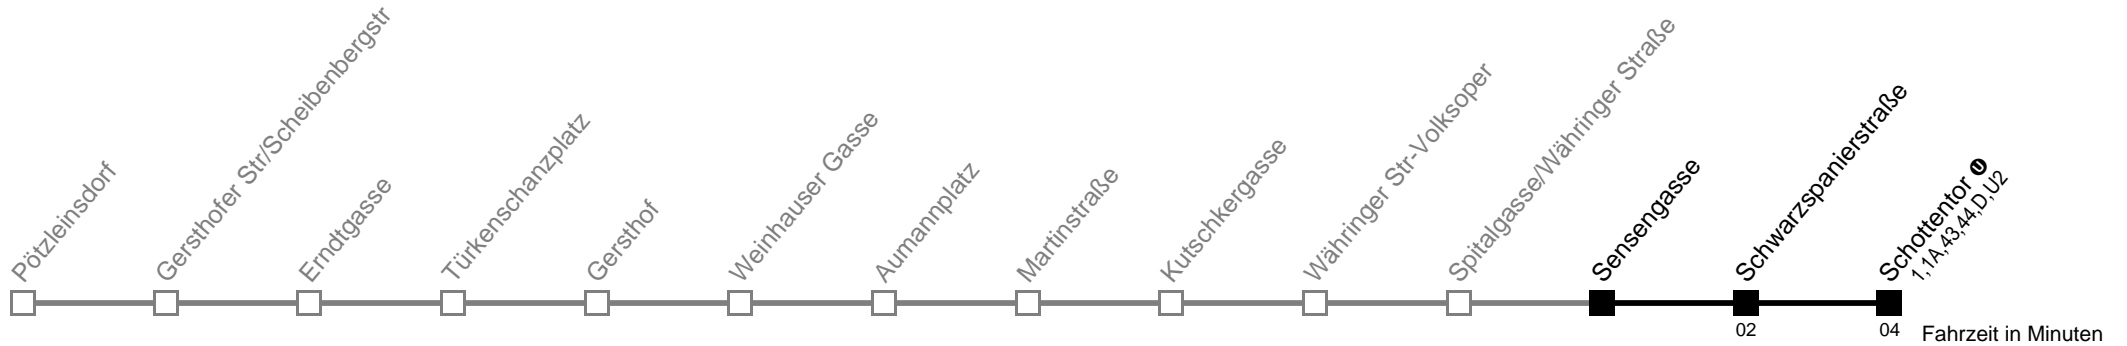 Pötzleinsdorf
Gersthofer Str/Scheibenbergstr
Erndtgasse
Türkenschanzplatz
Gersthof
Weinhauser Gasse
Aumannplatz
Martinstraße
Kutschkergasse
Währinger Str-Volksoper
Spitalgasse/Währinger Straße
Sensengasse
Schwarzspanierstraße
Schottentor U
1,1A,43,44,D,U2
02
04
Fahrzeit in Minuten